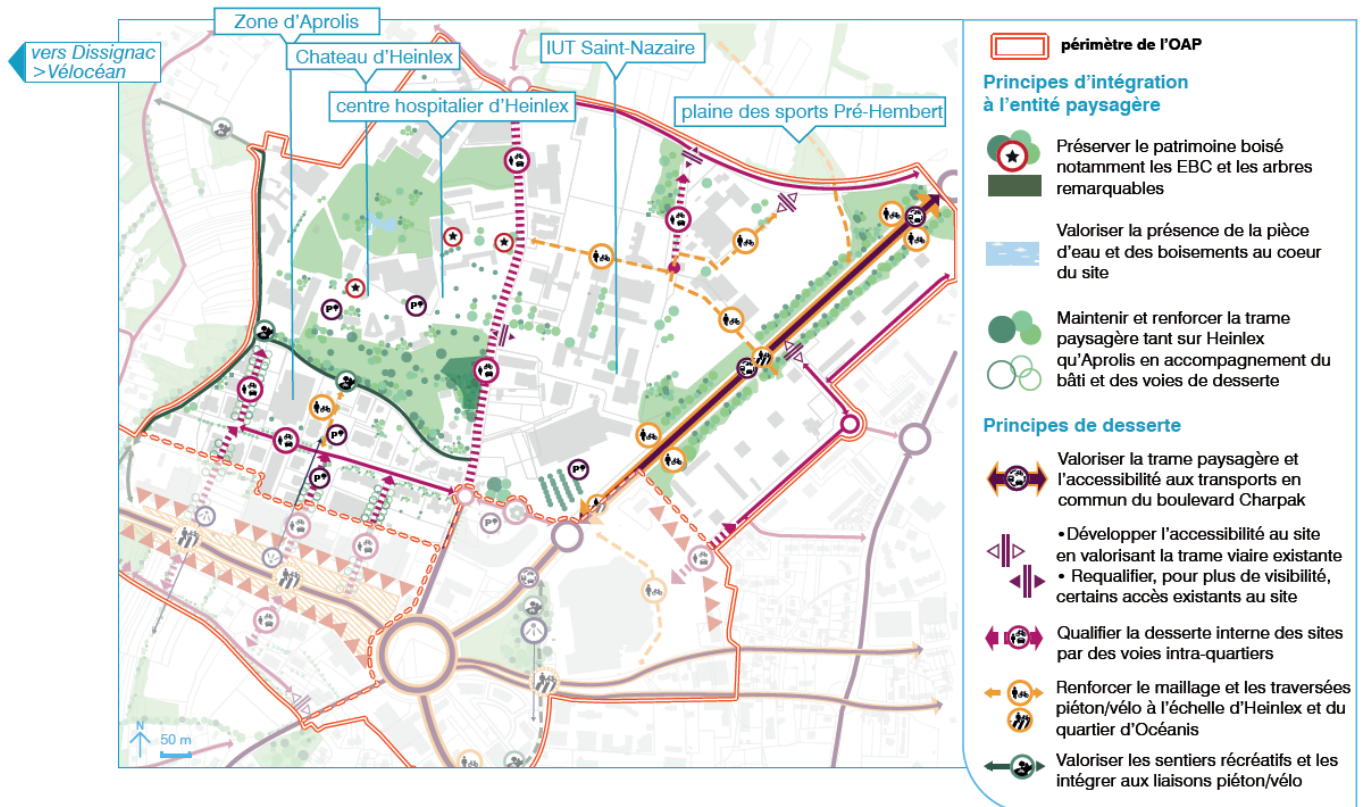 Zone d'Aprolis
vers Dissignac
>Vélocéan
Chateau d'Heinlex
IUT Saint-Nazaire
centre hospitalier d'Heinlex
plaine des sports Pré-Hembert
P
P
P
P
P
P
N
50 m
périmètre de l'OAP
Principes d'intégration
à l'entité paysagère
Préserver le patrimoine boisé
notamment les EBC et les arbres
remarquables
Valoriser la présence de la pièce
d'eau et des boisements au coeur
du site
Maintenir et renforcer la trame
paysagère tant sur Heinlex
qu'Aprolis en accompagnement du
bâti et des voies de desserte
Principes de desserte
Valoriser la trame paysagère et
l'accessibilité aux transports en
commun du boulevard Charpak
•Développer l'accessibilité au site
en valorisant la trame viaire existante
• Requalifier, pour plus de visibilité,
certains accès existants au site
Qualifier la desserte interne des sites
par des voies intra-quartiers
Renforcer le maillage et les traversées
piéton/vélo à l'échelle d'Heinlex et du
quartier d'Océanis
Valoriser les sentiers récréatifs et les
intégrer aux liaisons piéton/vélo